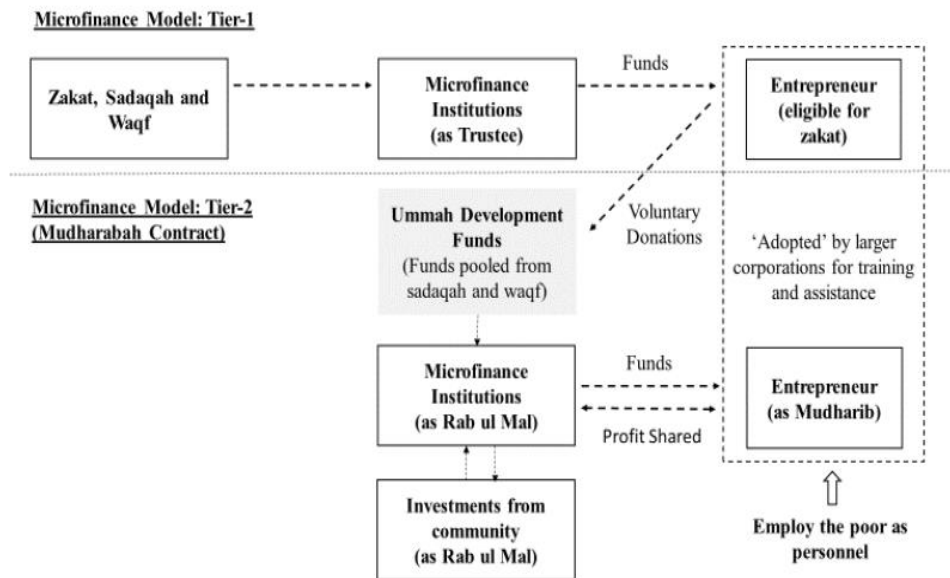 Microfinance Model: Tier-1
Zakat, Sadaqah and
Waqf
Microfinance
Institutions
(as Trustee)
Funds
Entrepreneur
(eligible for
zakat)
Microfinance Model: Tier-2
(Mudharabah Contract)
Ummah Development
Funds
(Funds pooled from
sadaqah and waqf)
Voluntary
Donations
‘Adopted’ by larger
corporations for training
and assistance
Microfinance
Institutions
(as Rab ul Mal)
Funds
Profit Shared
Entrepreneur
(as Mudharib)
Investments from
community
(as Rab ul Mal)
Employ the poor as
personnel